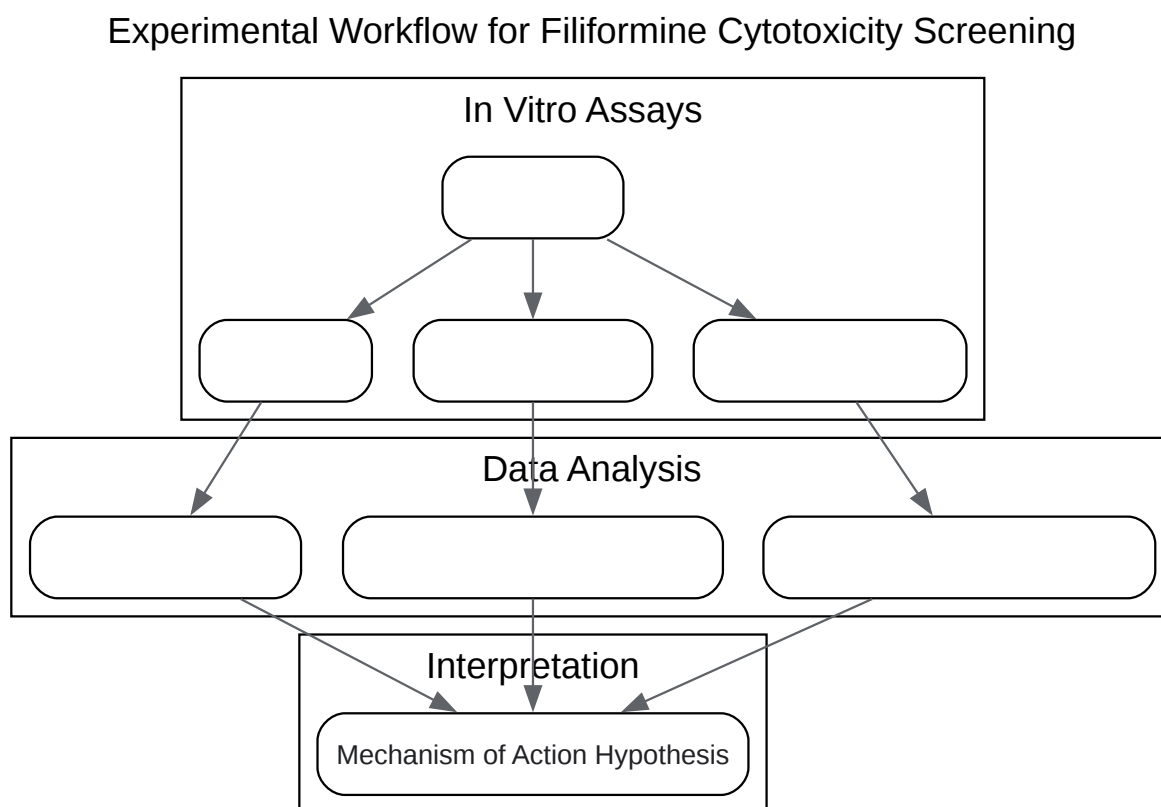 Experimental Workflow for Filiformine Cytotoxicity Screening
In Vitro Assays
Data Analysis
Interpretation
Mechanism of Action Hypothesis